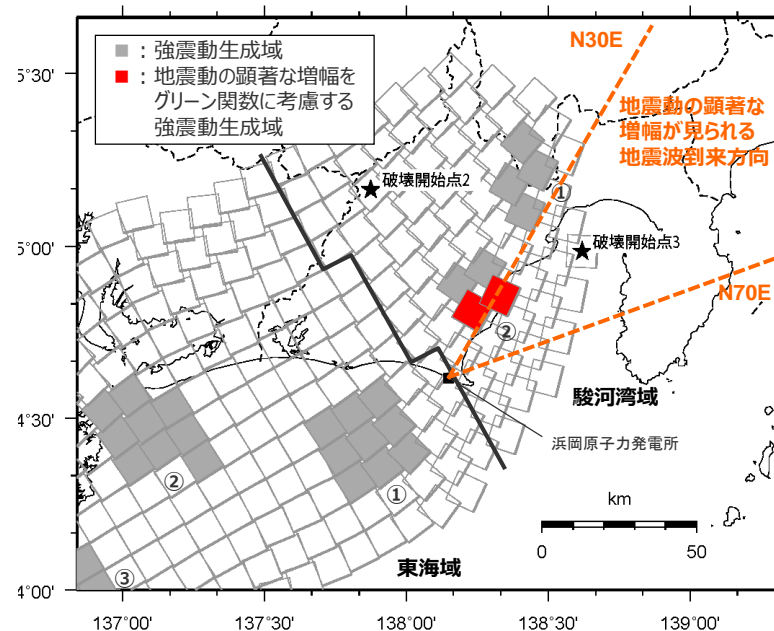 ■：強震動生成域
■：地震動の顕著な増幅を
グリーン関数に考慮する
強震動生成域
N30E
地震動の顕著な
増幅が見られる
地震波到来方向
5°30'
破壊開始点2
①
5°00'
破壊開始点3
N70E
②
駿河湾域
4°30'
浜岡原子力発電所
②
①
km
0
50
東海域
③
4°00'
137°00'
137°30'
138°00'
138°30'
139°00'